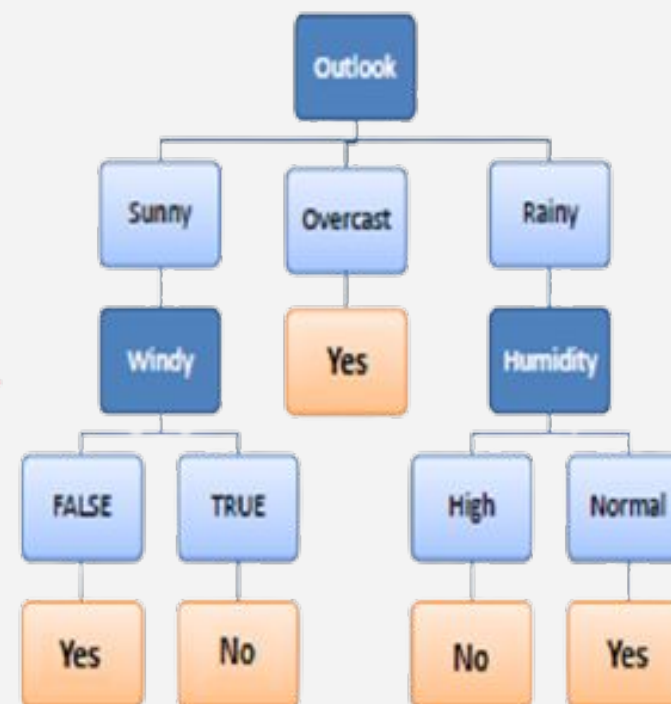 Outlook
Sunny
Overcast
Rainy
Windy
Yes
Humidity
FALSE
TRUE
High
Normal
Yes
No
No
Yes